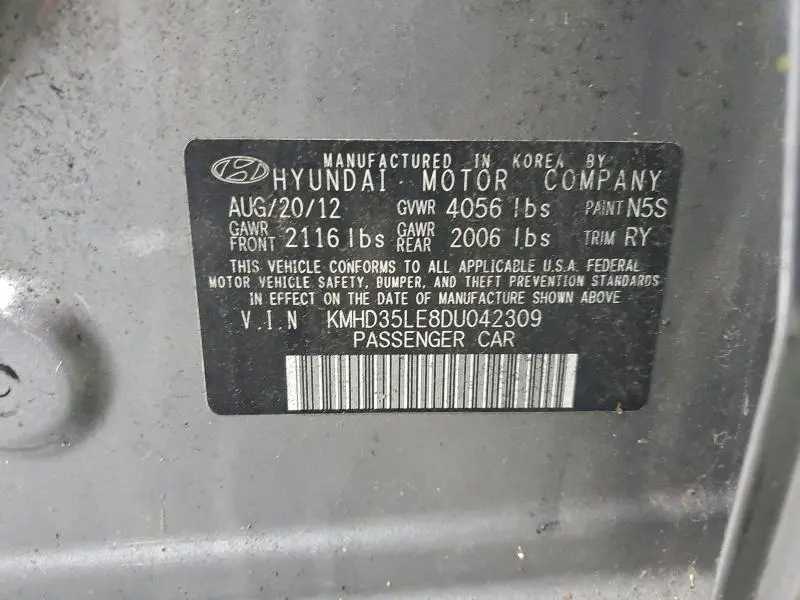 MANUFACTURED IN KOREA BY
HYUNDAI MOTOR COMPANY
AUG/20/12 GVWR 4056 lbs PAINT N5S
GAWR FRONT 2116 lbs GAWR REAR 2006 lbs TRIM RY
THIS VEHICLE CONFORMS TO ALL APPLICABLE U.S.A. FEDERAL
MOTOR VEHICLE SAFETY, BUMPER, AND THEFT PREVENTION STANDARDS
IN EFFECT ON THE DATE OF MANUFACTURE SHOWN ABOVE
V.I.N KMHD35LE8DU042309
PASSENGER CAR